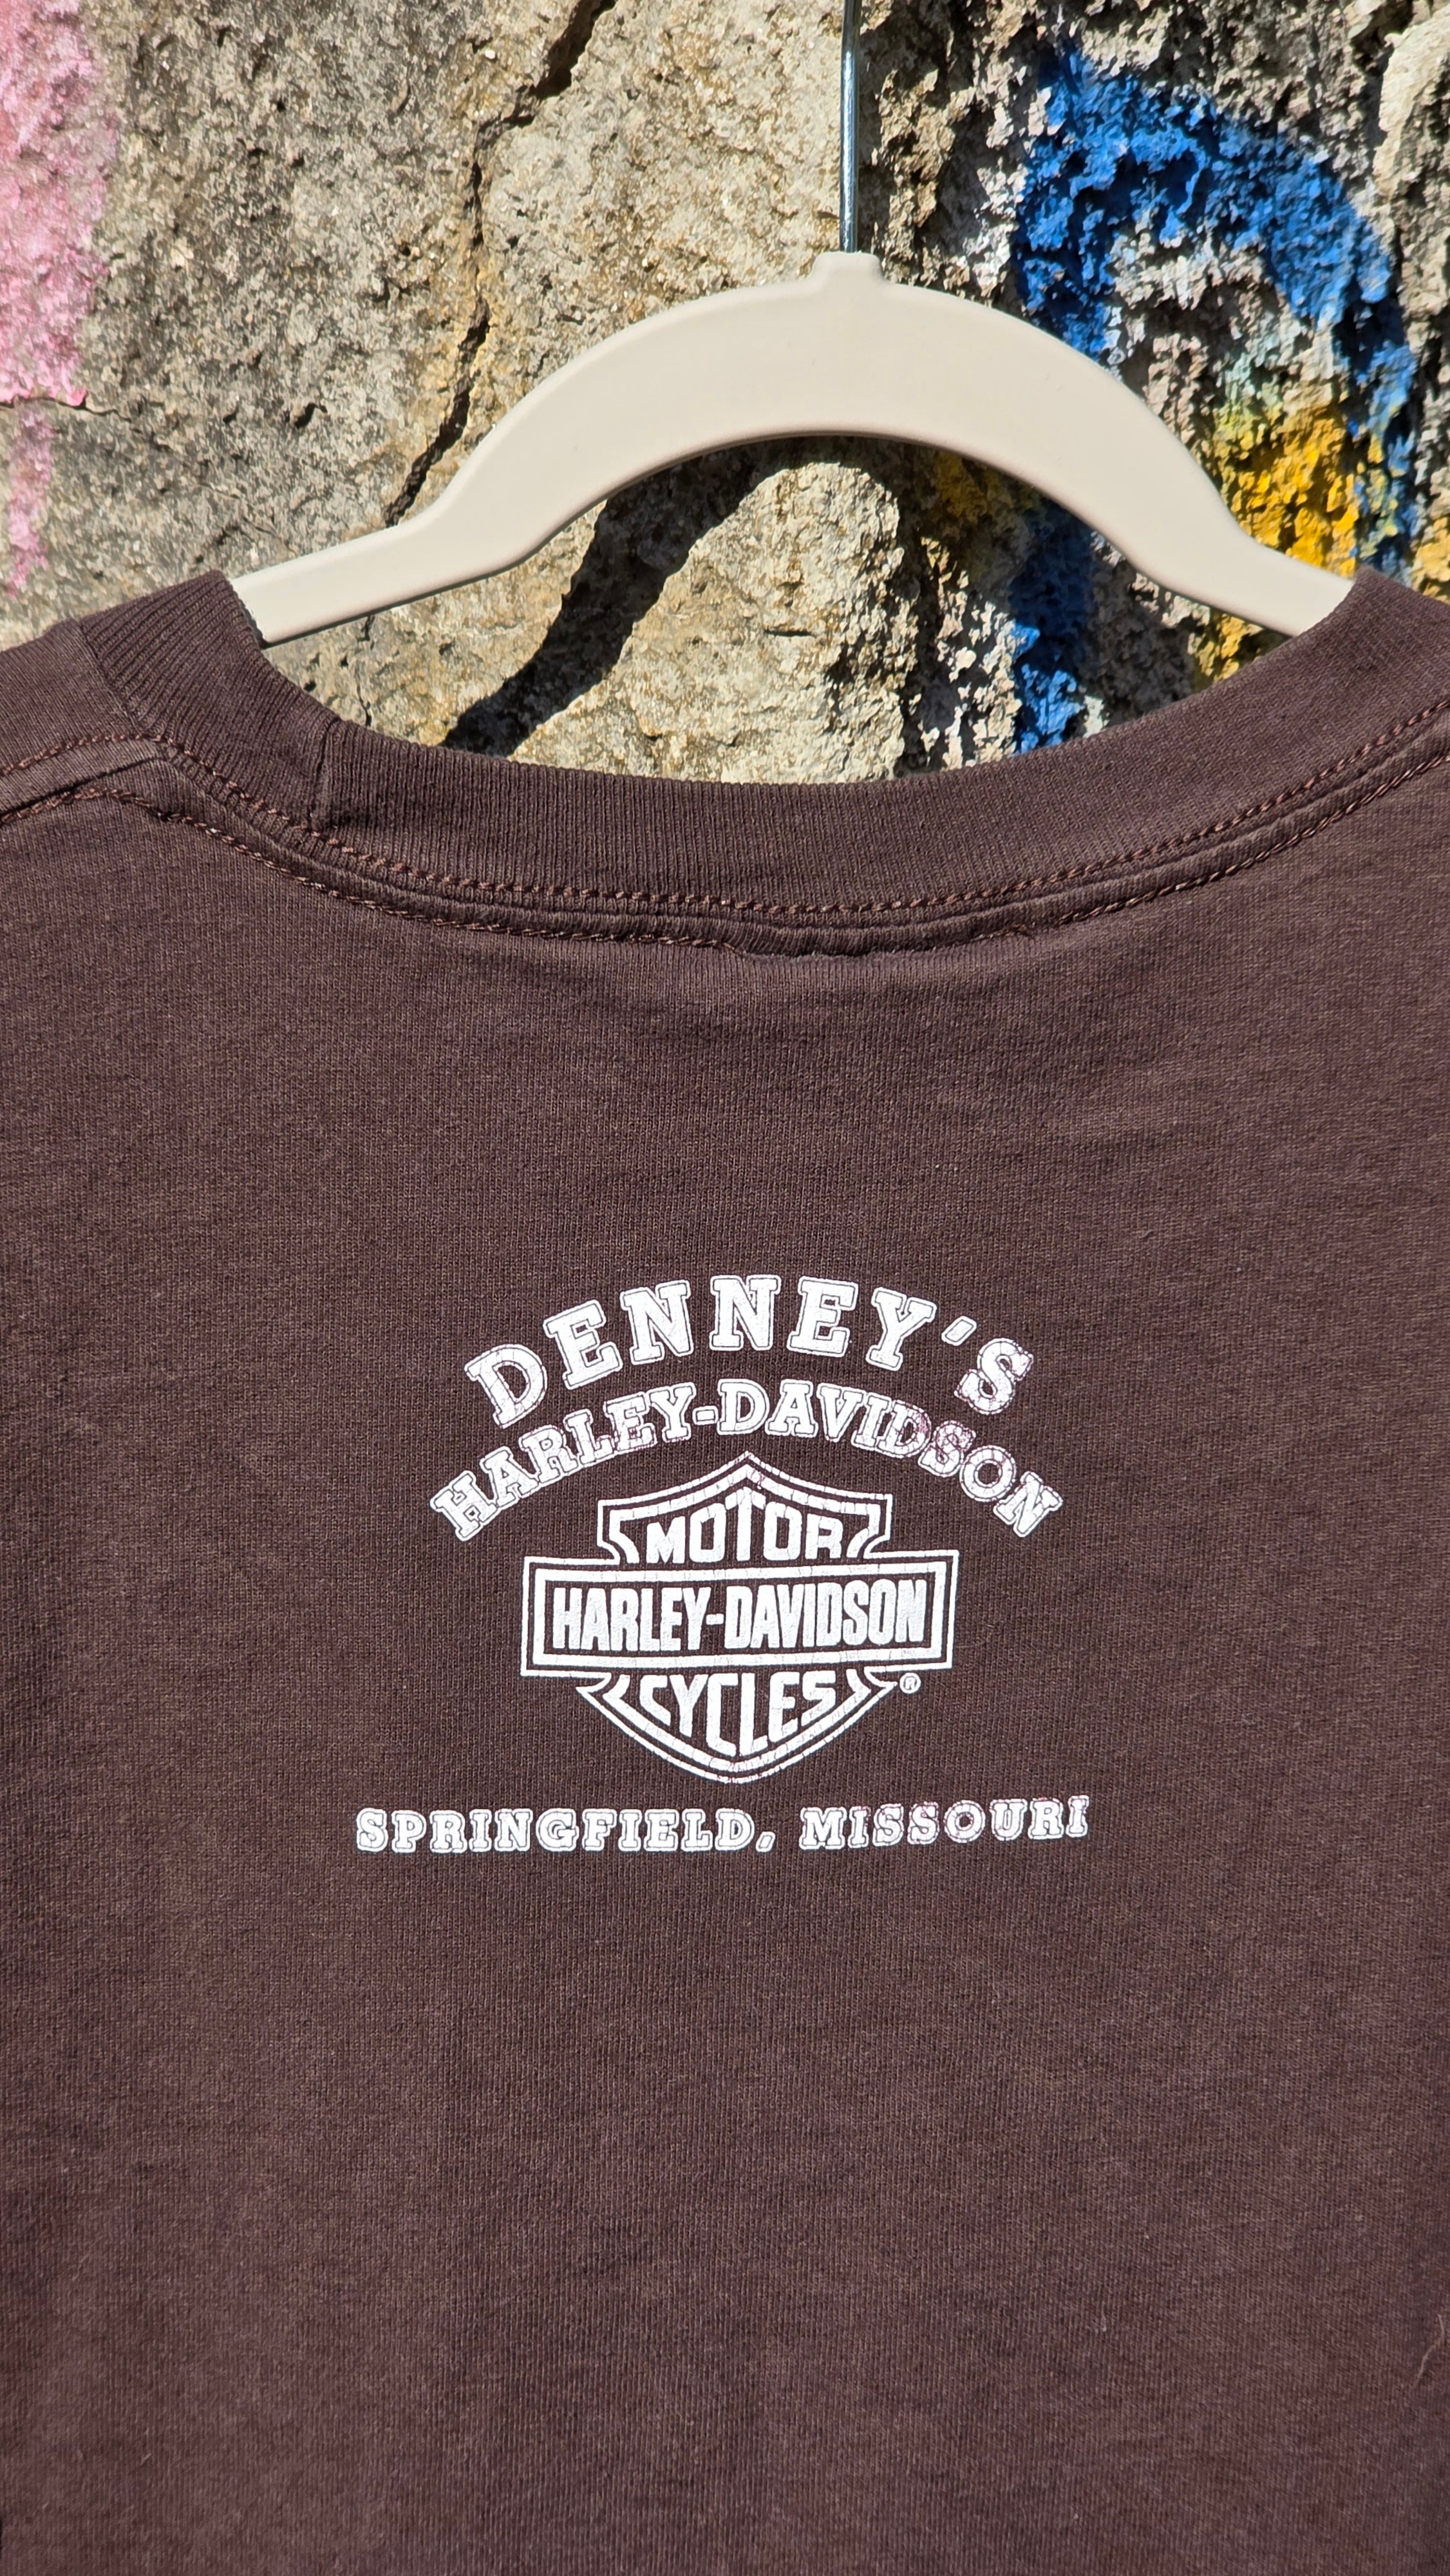 DENNEY'S
HARLEY-DAVIDSON
MOTOR
HARLEY-DAVIDSON
CYCLES ®
SPRINGFIELD, MISSOURI